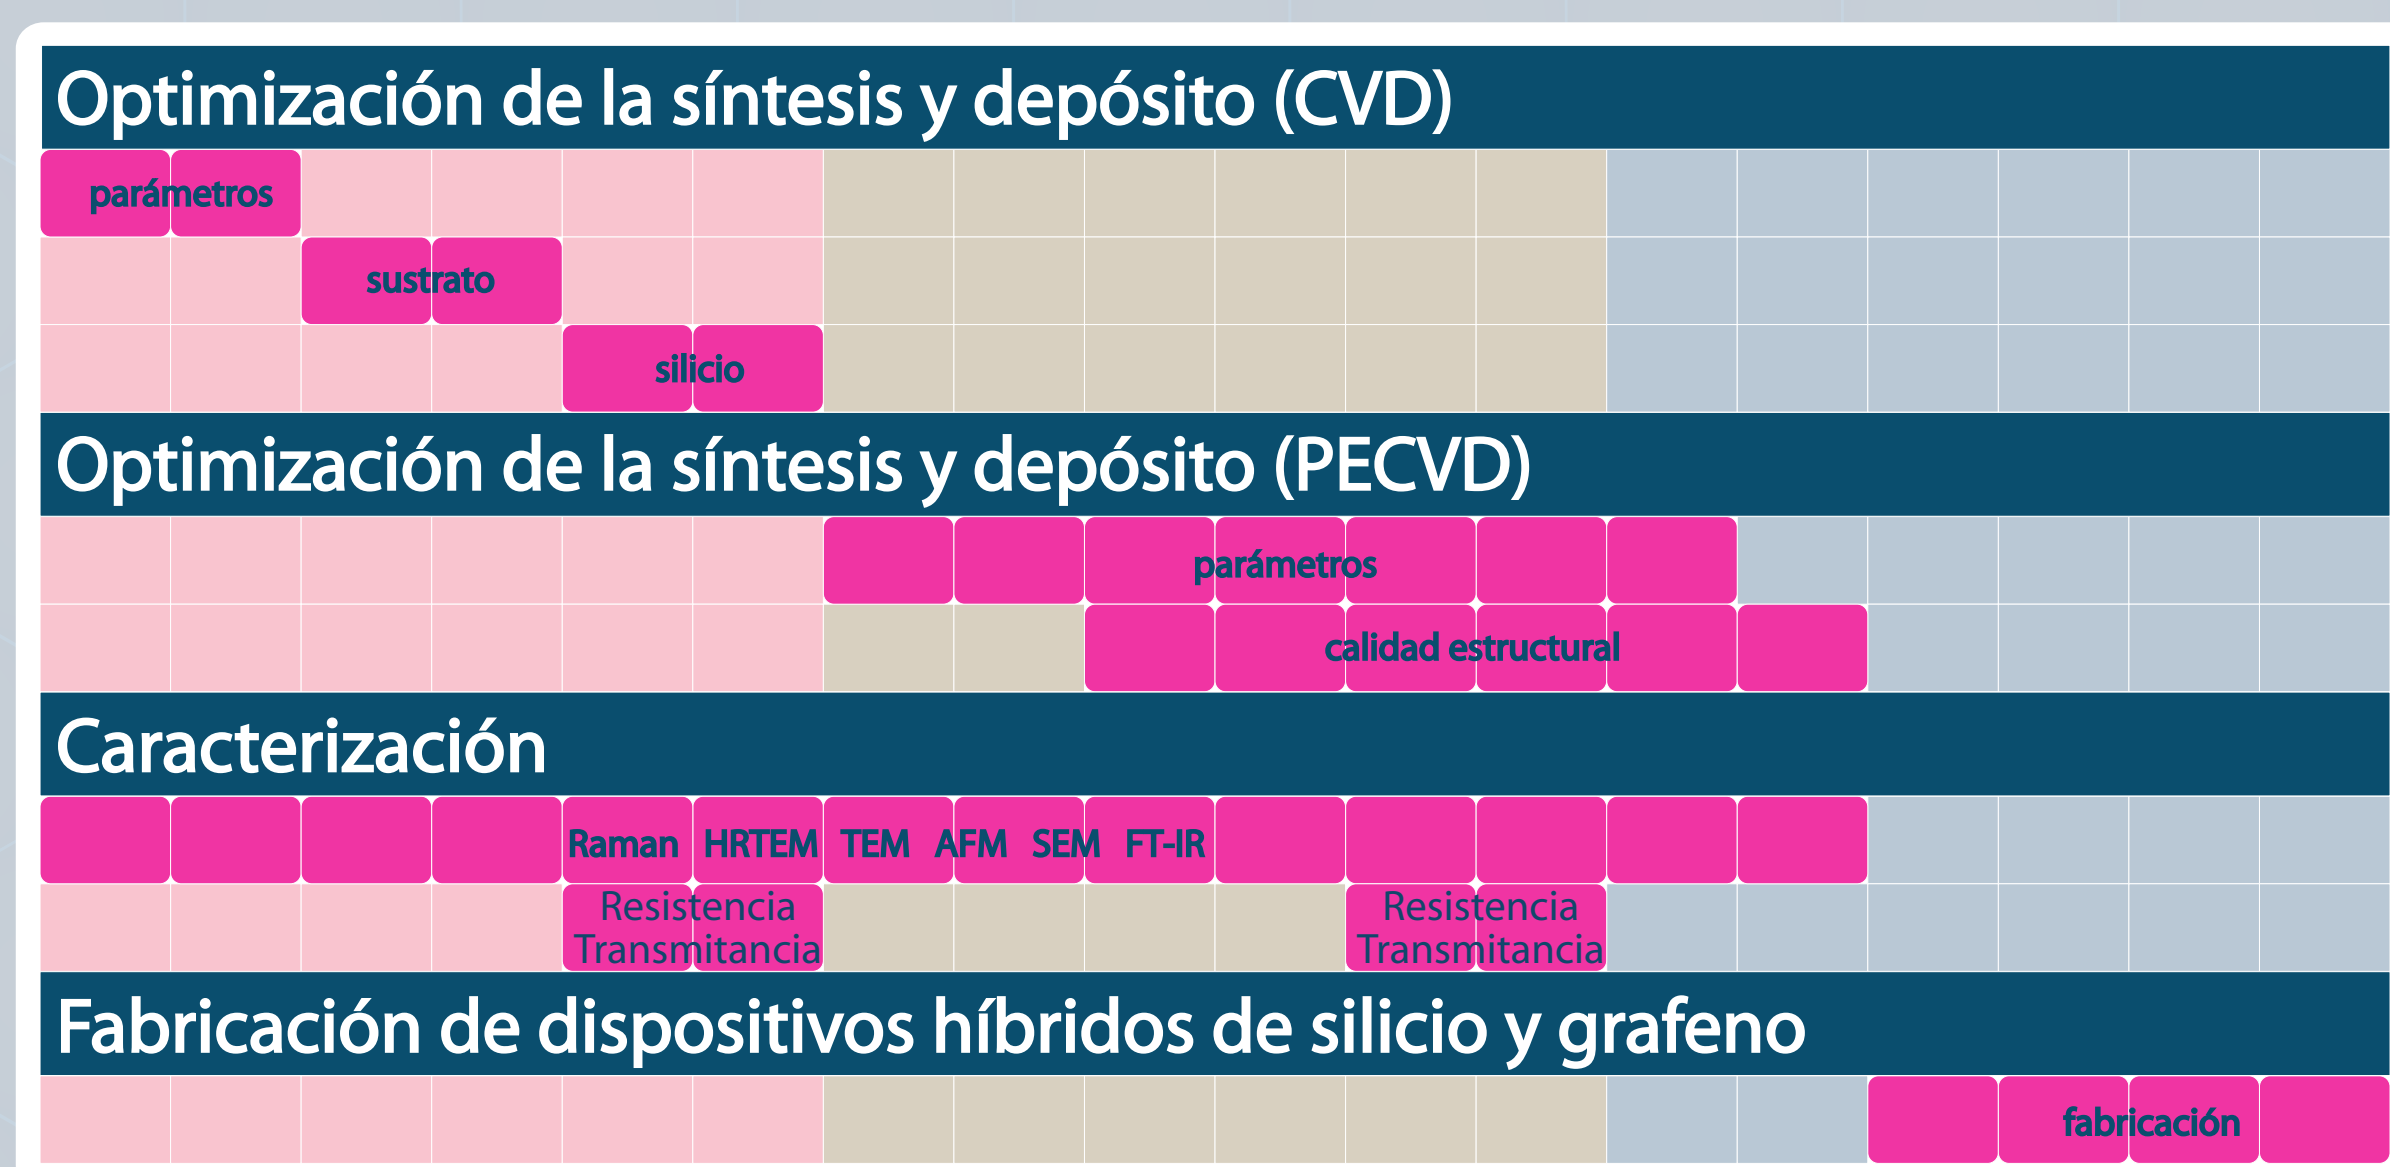 Optimización de la síntesis y depósito (CVD)
parámetros
sustrato
silicio
Optimización de la síntesis y depósito (PECVD)
parámetros
calidad estructural
Caracterización
Raman HRTEM TEM AFM SEM FT-IR
Resistencia Resistencia
Transmitancia Transmitancia
Fabricación de dispositivos híbridos de silicio y grafeno
fabricación